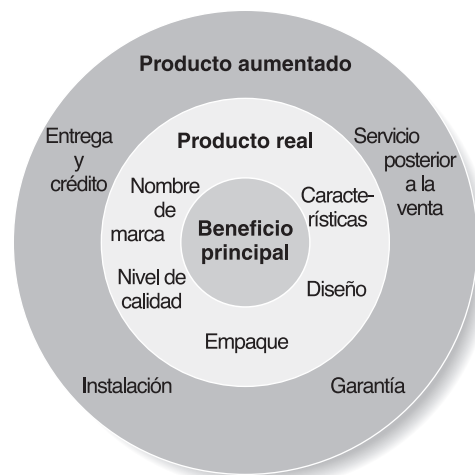 Producto aumentado
Entrega
y
crédito
Producto real
Servicio
posterior
a la
venta
Nombre
de
marca
Caracte-
rísticas
Beneficio
principal
Nivel de
calidad
Diseño
Empaque
Instalación
Garantía